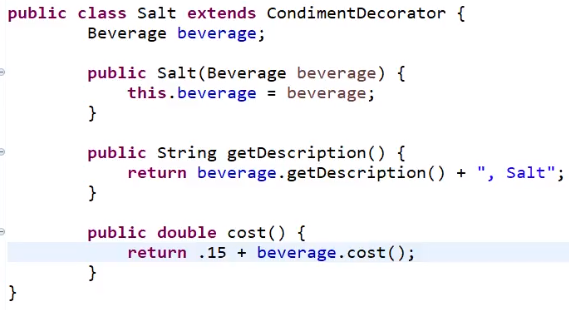 public class Salt extends CondimentDecorator {
Beverage beverage;
public Salt(Beverage beverage) {
this.beverage = beverage;
}
public String getDescription() {
return beverage.getDescription() + ", Salt";
}
public double cost() {
return .15 + beverage.cost();
}
}